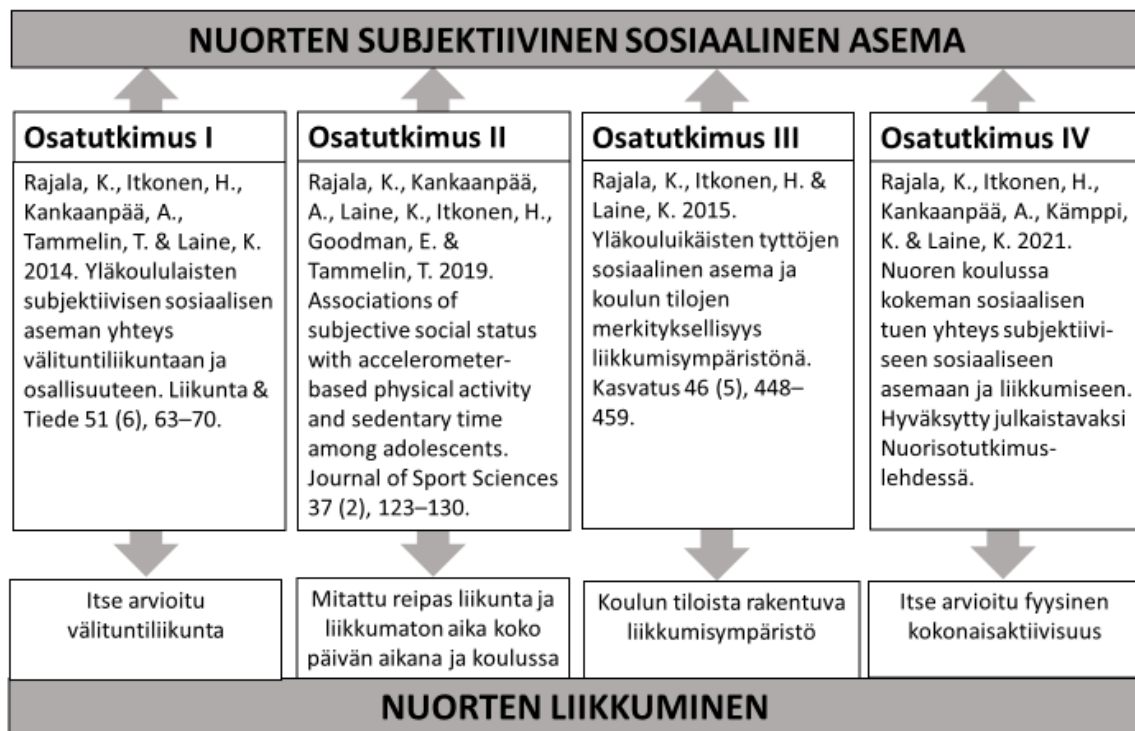 NUORTEN SUBJEKTIIVINEN SOSIAALINEN ASEMA
Osatutkimus I
Rajala, K., Itkonen, H.,
Kankaanpää, A.,
Tammelin, T. & Laine, K.
2014. Yläkoululaisten
subjektiivisen sosiaalisen
aseman yhteys
välituntiliikuntaan ja
osallisuuteen. Liikunta &
Tiede 51 (6), 63–70.
Itse arvioitu
välituntiliikunta
Osatutkimus II
Rajala, K., Kankaanpää,
A., Laine, K., Itkonen, H.,
Goodman, E. &
Tammelin, T. 2019.
Associations of
subjective social status
with accelerometer-
based physical activity
and sedentary time
among adolescents.
Journal of Sport Sciences
37 (2), 123–130.
Mitattu reipas liikunta ja
liikkumaton aika koko
päivän aikana ja koulussa
Osatutkimus III
Rajala, K., Itkonen, H. &
Laine, K. 2015.
Yläkouluikäisten tyttöjen
sosiaalinen asema ja
koulun tilojen
merkityksellisyys
liikkumisympäristönä.
Kasvatus 46 (5), 448–
459.
Koulun tiloista rakentuva
liikkumisympäristö
Osatutkimus IV
Rajala, K., Itkonen, H.,
Kankaanpää, A., Kämppi,
K. & Laine, K. 2021.
Nuoren koulussa
kokeman sosiaalisen
tuen yhteys subjektiivi-
seen sosiaaliseen
asemaan ja liikkumiseen.
Hyväksytty julkaistavaksi
Nuorisotutkimus-
lehdessä.
Itse arvioitu fyysinen
kokonaisaktiivisuus
NUORTEN LIIKKUMINEN